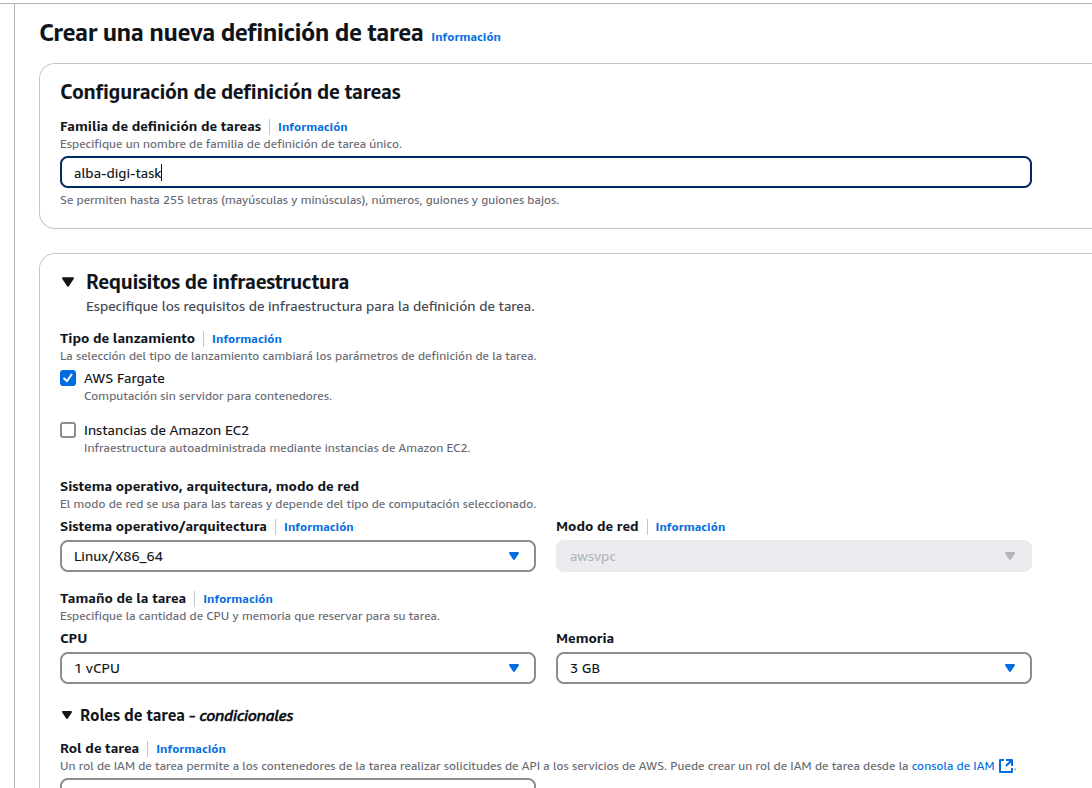 Crear una nueva definición de tarea Información
Configuración de definición de tareas
Familia de definición de tareas Información
Especifique un nombre de familia de definición de tarea único.
alba-digi-task
Se permiten hasta 255 letras (mayúsculas y minúsculas), números, guiones y guiones bajos.
Requisitos de infraestructura
Especifique los requisitos de infraestructura para la definición de tarea.
Tipo de lanzamiento Información
La selección del tipo de lanzamiento cambiará los parámetros de definición de la tarea.
AWS Fargate
Computación sin servidor para contenedores.
Instancias de Amazon EC2
Infraestructura autoadministrada mediante instancias de Amazon EC2.
Sistema operativo, arquitectura, modo de red
El modo de red se usa para las tareas y depende del tipo de computación seleccionado.
Sistema operativo/arquitectura Información Modo de red Información
Linux/X86_64 awsvpc
Tamaño de la tarea Información
Especifique la cantidad de CPU y memoria que reservar para su tarea.
CPU Memoria
1 vCPU 3 GB
Roles de tarea - condicionales
Rol de tarea Información
Un rol de IAM de tarea permite a los contenedores de la tarea realizar solicitudes de API a los servicios de AWS. Puede crear un rol de IAM de tarea desde la consola de IAM.